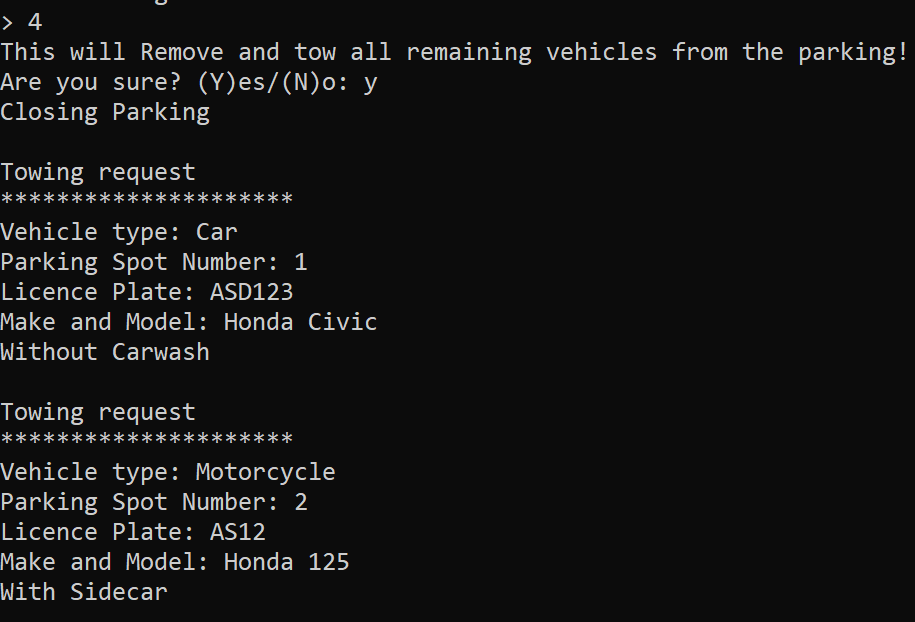 > 4
This will Remove and tow all remaining vehicles from the parking!
Are you sure? (Y)es/(N)o: y
Closing Parking
Towing request
*********************
Vehicle type: Car
Parking Spot Number: 1
Licence Plate: ASD123
Make and Model: Honda Civic
Without Carwash
Towing request
*********************
Vehicle type: Motorcycle
Parking Spot Number: 2
Licence Plate: AS12
Make and Model: Honda 125
With Sidecar